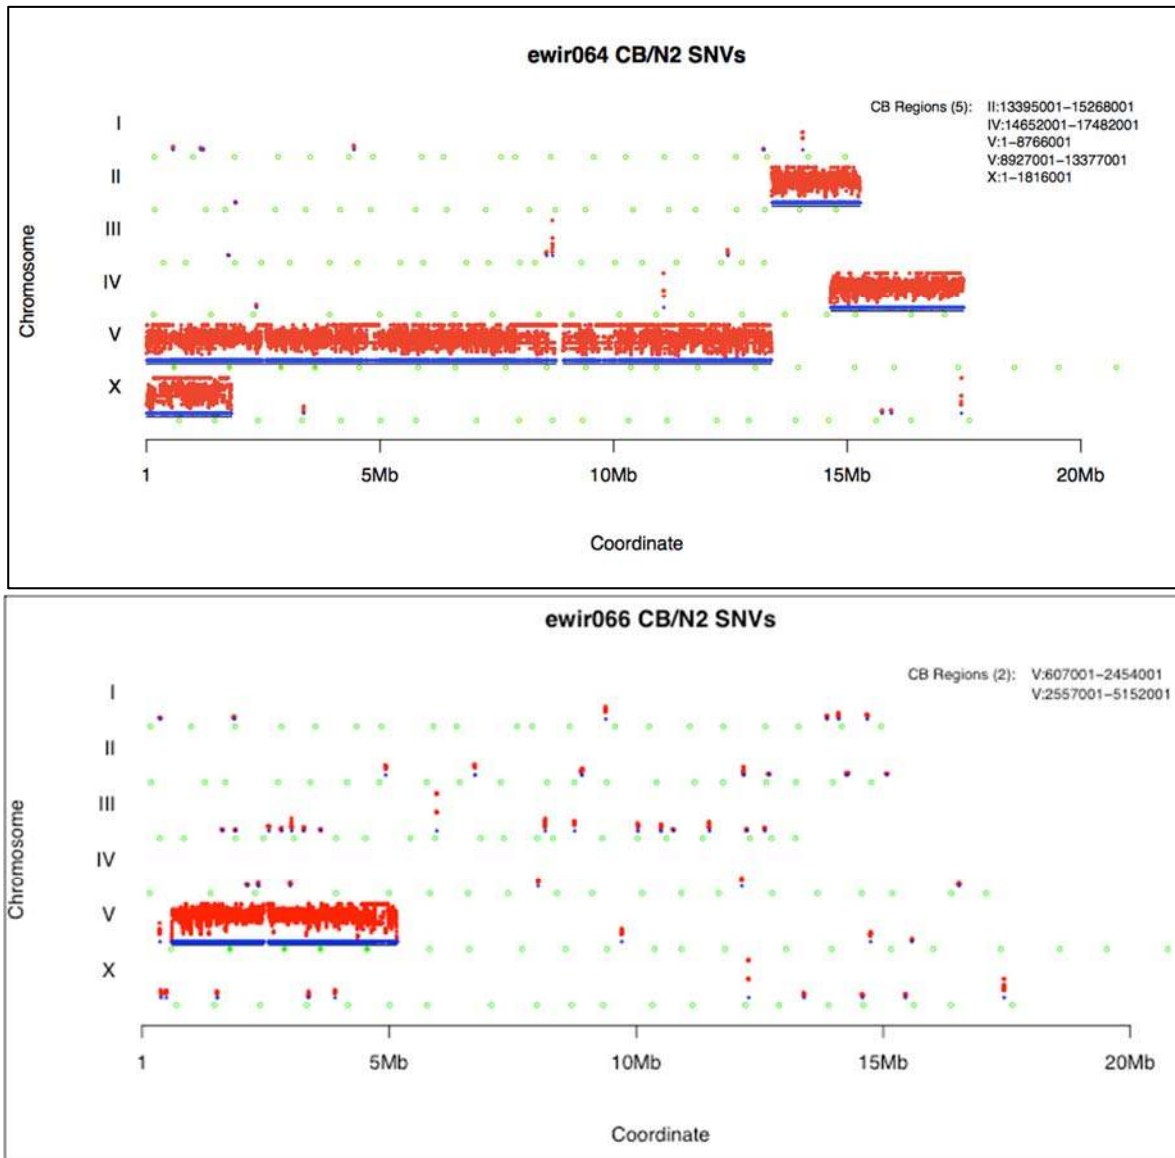 ewir064 CB/N2 SNVs
CB Regions (5): II:13395001−15268001
IV:14652001−17482001
V:1−8766001
V:8927001−13377001
X:1−1816001
I
II
III
IV
V
X
Chromosome
1 5Mb 10Mb 15Mb 20Mb
Coordinate
ewir066 CB/N2 SNVs
CB Regions (2): V:607001−2454001
V:2557001−5152001
I
II
III
IV
V
X
Chromosome
1 5Mb 10Mb 15Mb 20Mb
Coordinate